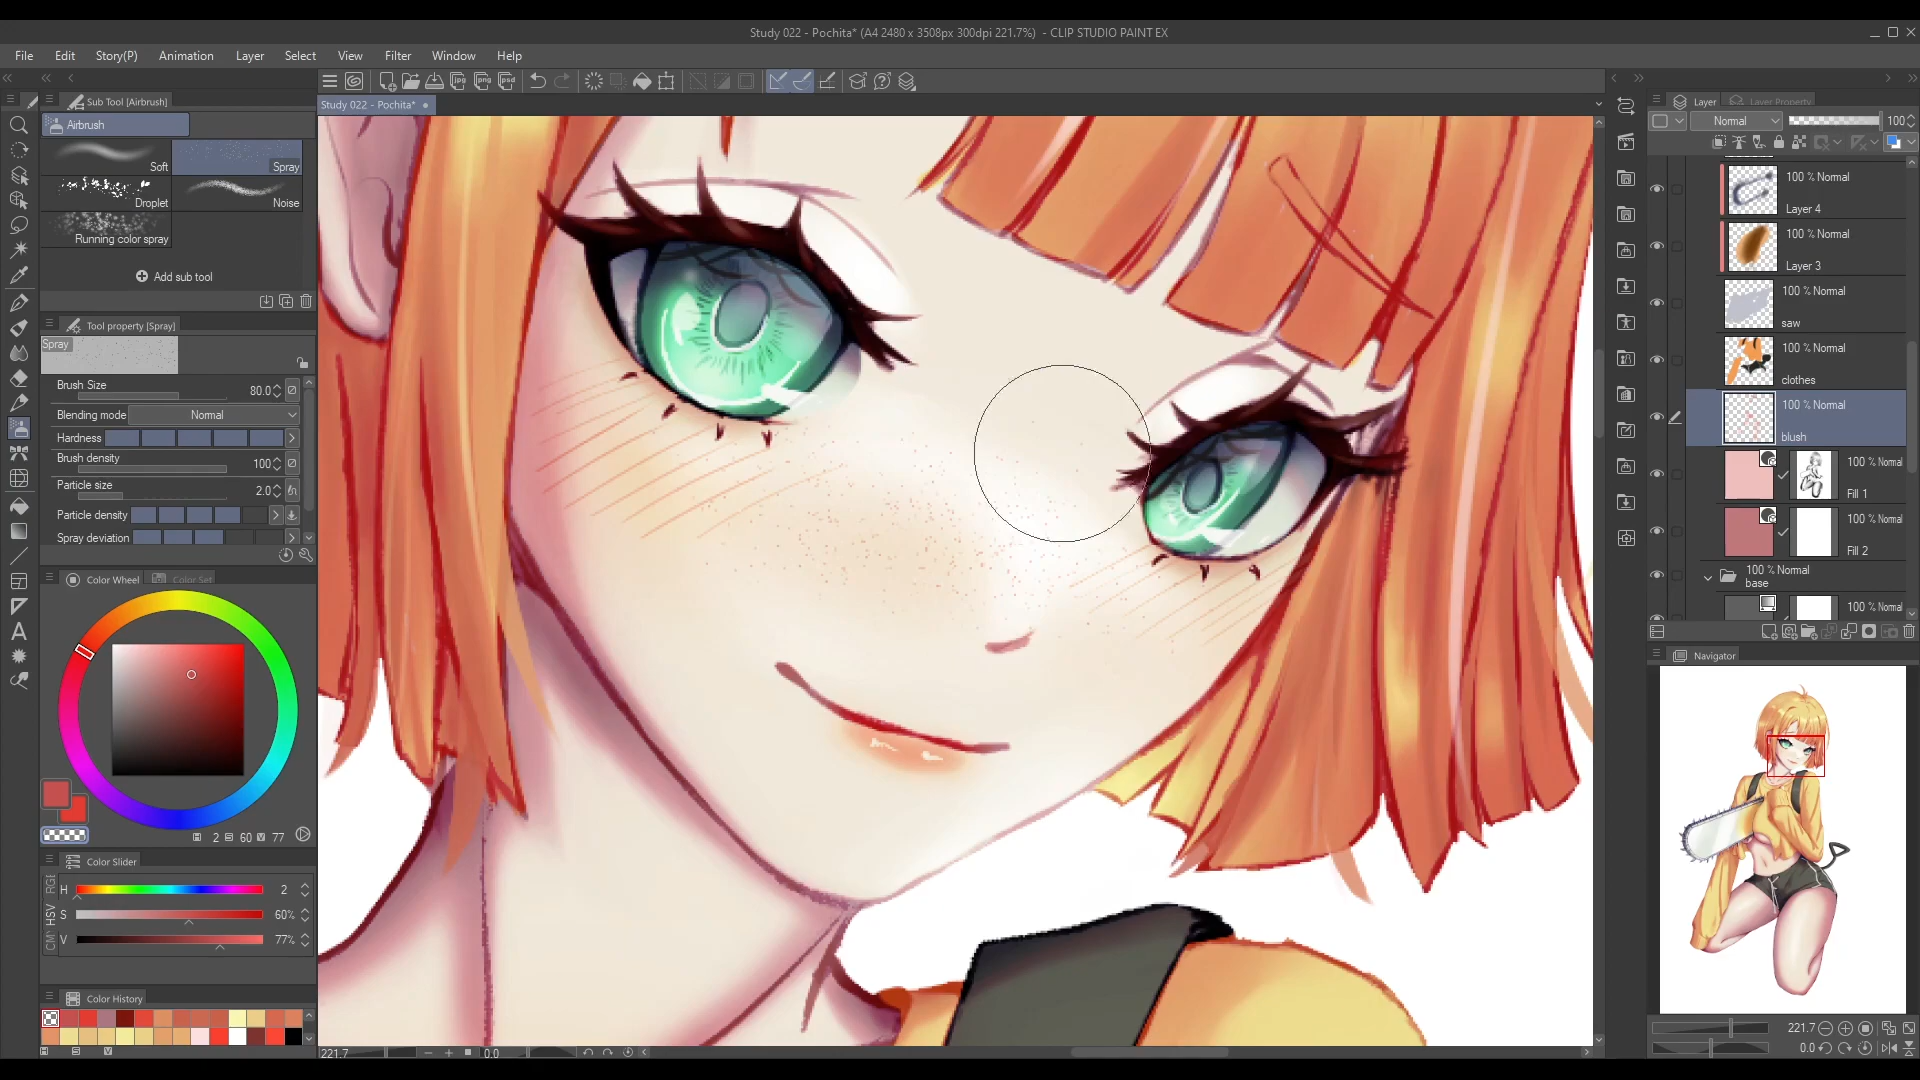 Study 022 - Pochita* (A4 2480 x 3508px 300dpi 221.7%) - CLIP STUDIO PAINT EX
File Edit Story(P) Animation Layer Select View Filter Window Help
Sub Tool [Airbrush]
Airbrush
Soft
Spray
Droplet
Noise
Running color spray
Add sub tool
Tool property [Spray]
Spray
Brush Size 80.0
Blending mode Normal
Hardness
Brush density 100
Particle size 2.0
Particle density
Spray deviation
Color Wheel Color Set
H 2 S 60 V 77
Color Slider
RGB
HSV
H 2
S 60%
V 77%
Color History
Study 022 - Pochita*
221.7 0.0
Layer Layer Property
Normal 100
100 % Normal
Layer 4
100 % Normal
Layer 3
100 % Normal
saw
100 % Normal
clothes
100 % Normal
blush
100 % Normal
Fill 1
100 % Normal
Fill 2
100 % Normal
base
100 % Normal
Navigator
221.7
0.0